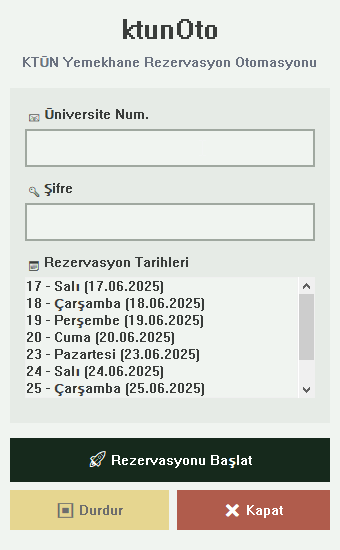 ktunOto
KTÜN Yemekhane Rezervasyon Otomasyonu
Üniversite Num.
Şifre
Rezervasyon Tarihleri
17 - Salı (17.06.2025)
18 - Çarşamba (18.06.2025)
19 - Perşembe (19.06.2025)
20 - Cuma (20.06.2025)
23 - Pazartesi (23.06.2025)
24 - Salı (24.06.2025)
25 - Çarşamba (25.06.2025)
Rezervasyonu Başlat
Durdur
Kapat